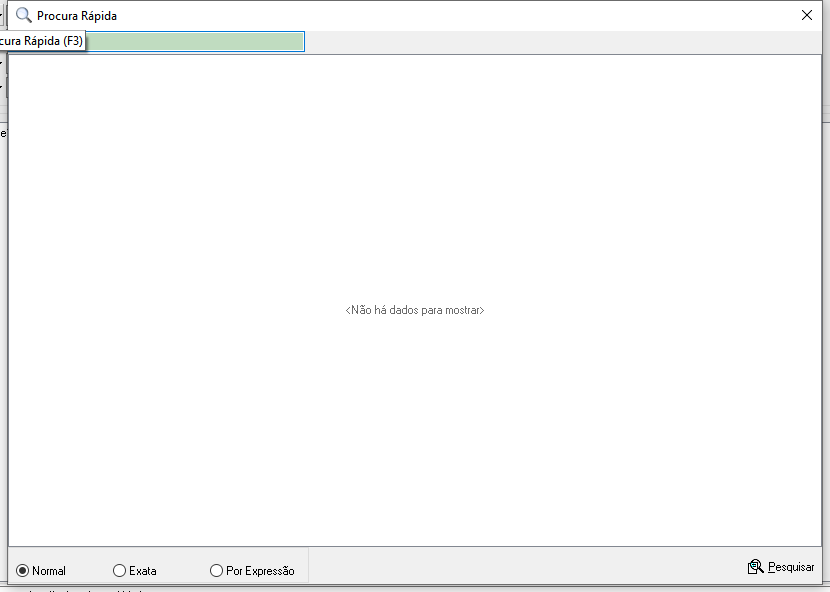 Procura Rápida
cura Rápida (F3)
e
<Não há dados para mostrar>
Normal
Exata
Por Expressão
Pesquisar